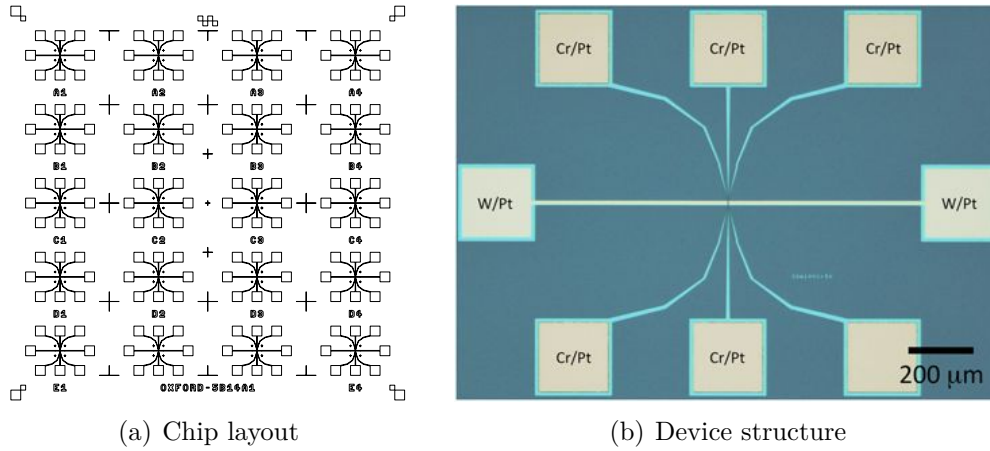 A1 A2 A3 A4
B1 B2 B3 B4
C1 C2 C3 C4
D1 D2 D3 D4
E1 OXFORD-5B14A1 E4
(a) Chip layout
Cr/Pt Cr/Pt Cr/Pt
W/Pt W/Pt
Cr/Pt Cr/Pt
200 μm
(b) Device structure